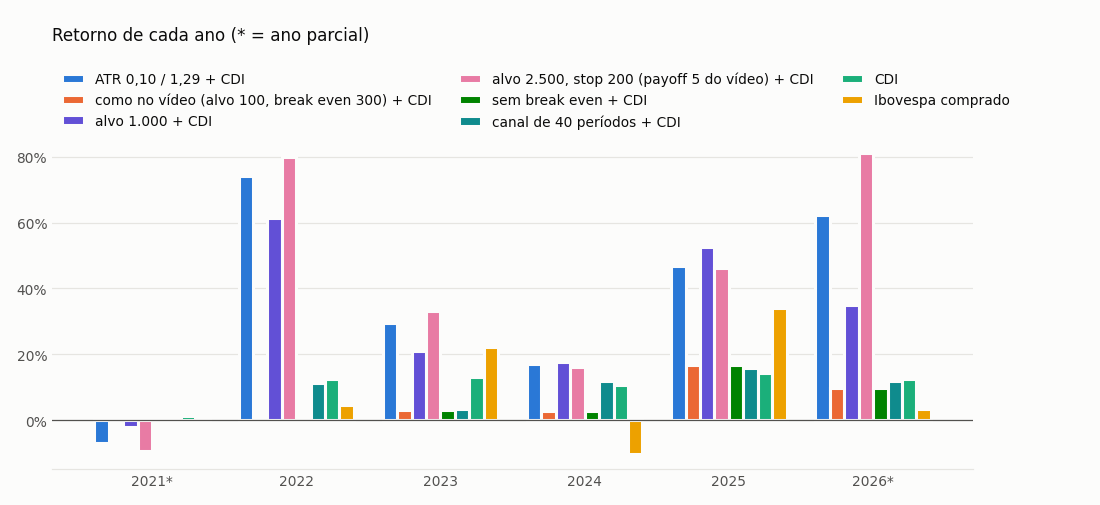 Retorno de cada ano (* = ano parcial)
ATR 0,10 / 1,29 + CDI
como no vídeo (alvo 100, break even 300) + CDI
alvo 1.000 + CDI
alvo 2.500, stop 200 (payoff 5 do vídeo) + CDI
sem break even + CDI
canal de 40 períodos + CDI
CDI
Ibovespa comprado
80%
60%
40%
20%
0%
2021* 2022 2023 2024 2025 2026*